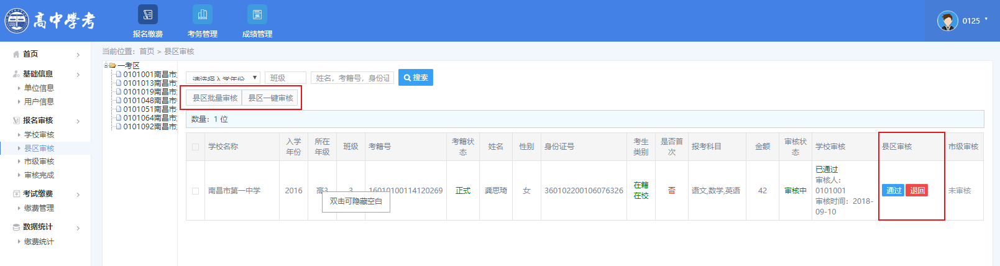 高中學考
报名缴费
考务管理
成绩管理
0125
首页
基础信息
单位信息
用户信息
报名审核
学校审核
县区审核
市级审核
审核完成
考试缴费
缴费管理
数据统计
缴费统计
当前位置：首页 > 县区审核
一考区
0101001南昌市
0101013南昌市
0101019南昌市
0101048南昌市
0101051南昌市
0101064南昌市
0101092南昌市
请选择入学年份
班级
姓名，考籍号，身份证
搜索
县区批量审核
县区一键审核
数量：1 位
学校名称
入学年份
所在年级
班级
考籍号
考籍状态
姓名
性别
身份证号
考生类别
是否首次
报考科目
金额
审核状态
学校审核
县区审核
市级审核
南昌市第一中学
2016
高3
3
16010100114120269
正式
龚思琦
女
360102200106076326
在籍
在校
否
语文,数学,英语
42
审核中
已通过
审核人：
0101001
审核时间：2018-
09-10
通过
退回
未审核
双击可隐藏空白